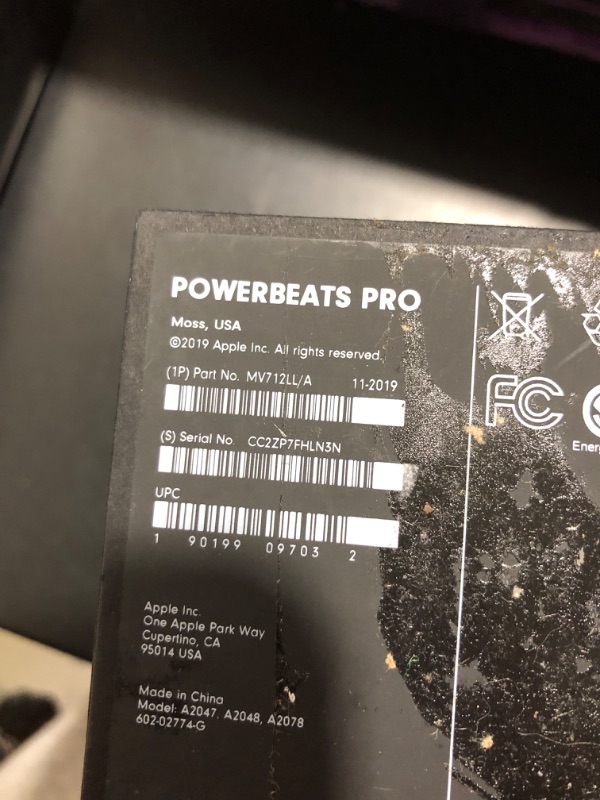 POWERBEATS PRO
Moss, USA
©2019 Apple Inc. All rights reserved.
(1P) Part No. MV712LL/A 11-2019
(S) Serial No. CC2ZP7FHLN3N
UPC
1 90199 09703 2
Apple Inc.
One Apple Park Way
Cupertino, CA
95014 USA
Made in China
Model: A2047, A2048, A2078
602-02774-G
FC
Ener